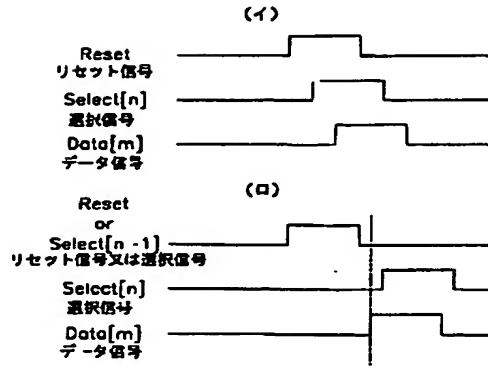 (イ)
Reset
リセット信号
Select[n]
選択信号
Data[m]
データ信号
(ロ)
Reset
or
Select[n-1]
リセット信号又は選択信号
Select[n]
選択信号
Data[m]
データ信号